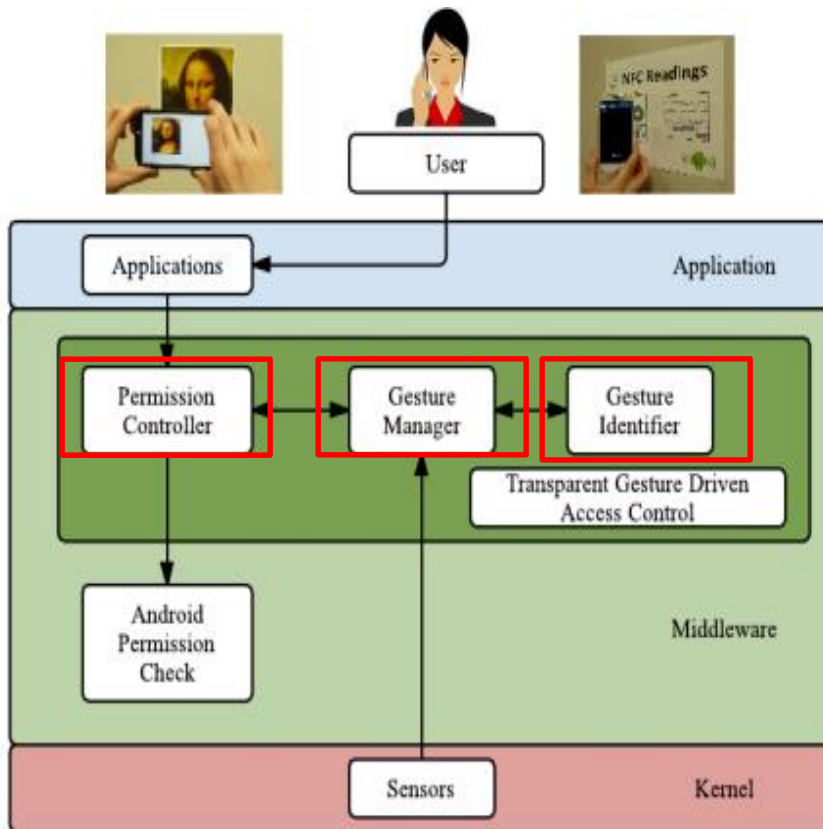 NFC Readings
User
Applications
Application
Permission
Controller
Gesture
Manager
Gesture
Identifier
Transparent Gesture Driven
Access Control
Android
Permission
Check
Middleware
Sensors
Kernel